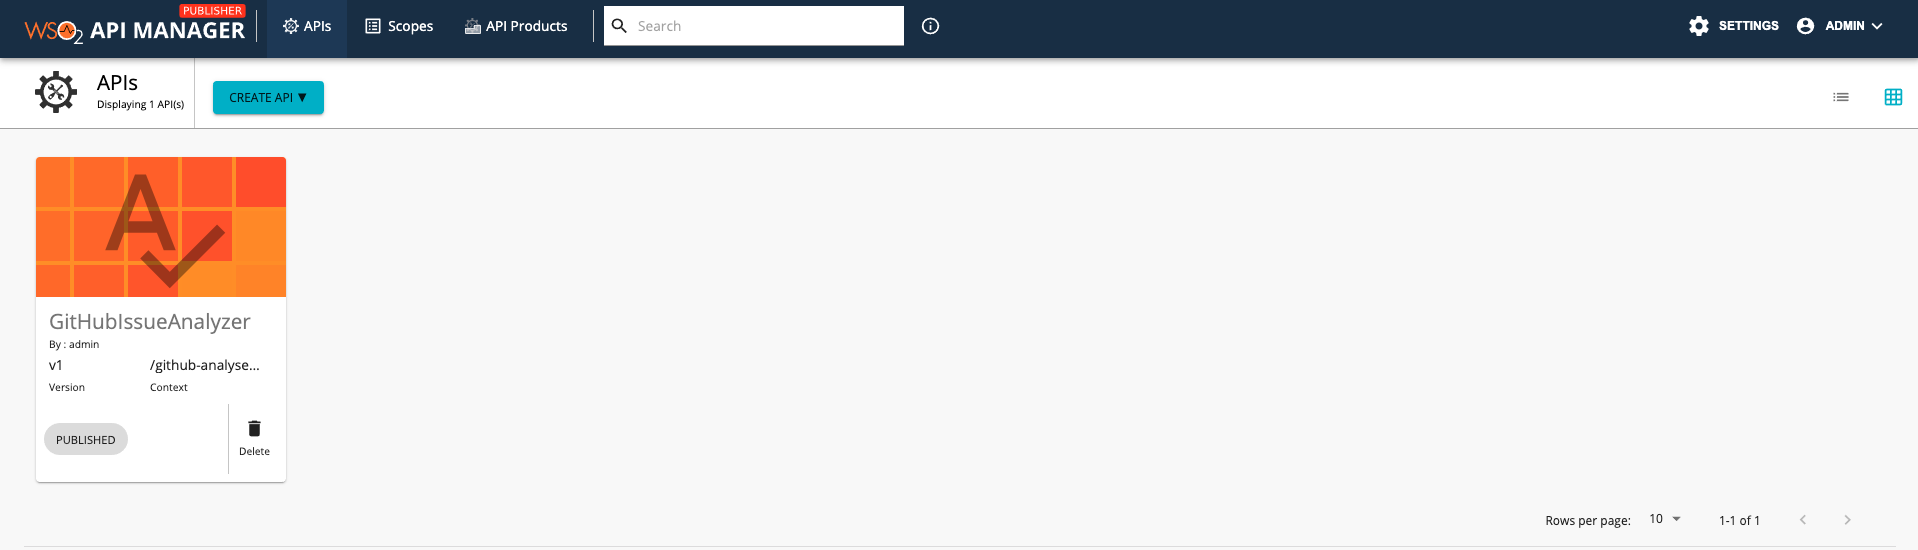 PUBLISHER
WSO2 API MANAGER
APIs
Scopes
API Products
Search
SETTINGS
ADMIN
APIs
Displaying 1 API(s)
CREATE API ▼
A
GitHubIssueAnalyzer
By : admin
v1
/github-analyse...
Version
Context
PUBLISHED
Delete
Rows per page:
10
1-1 of 1